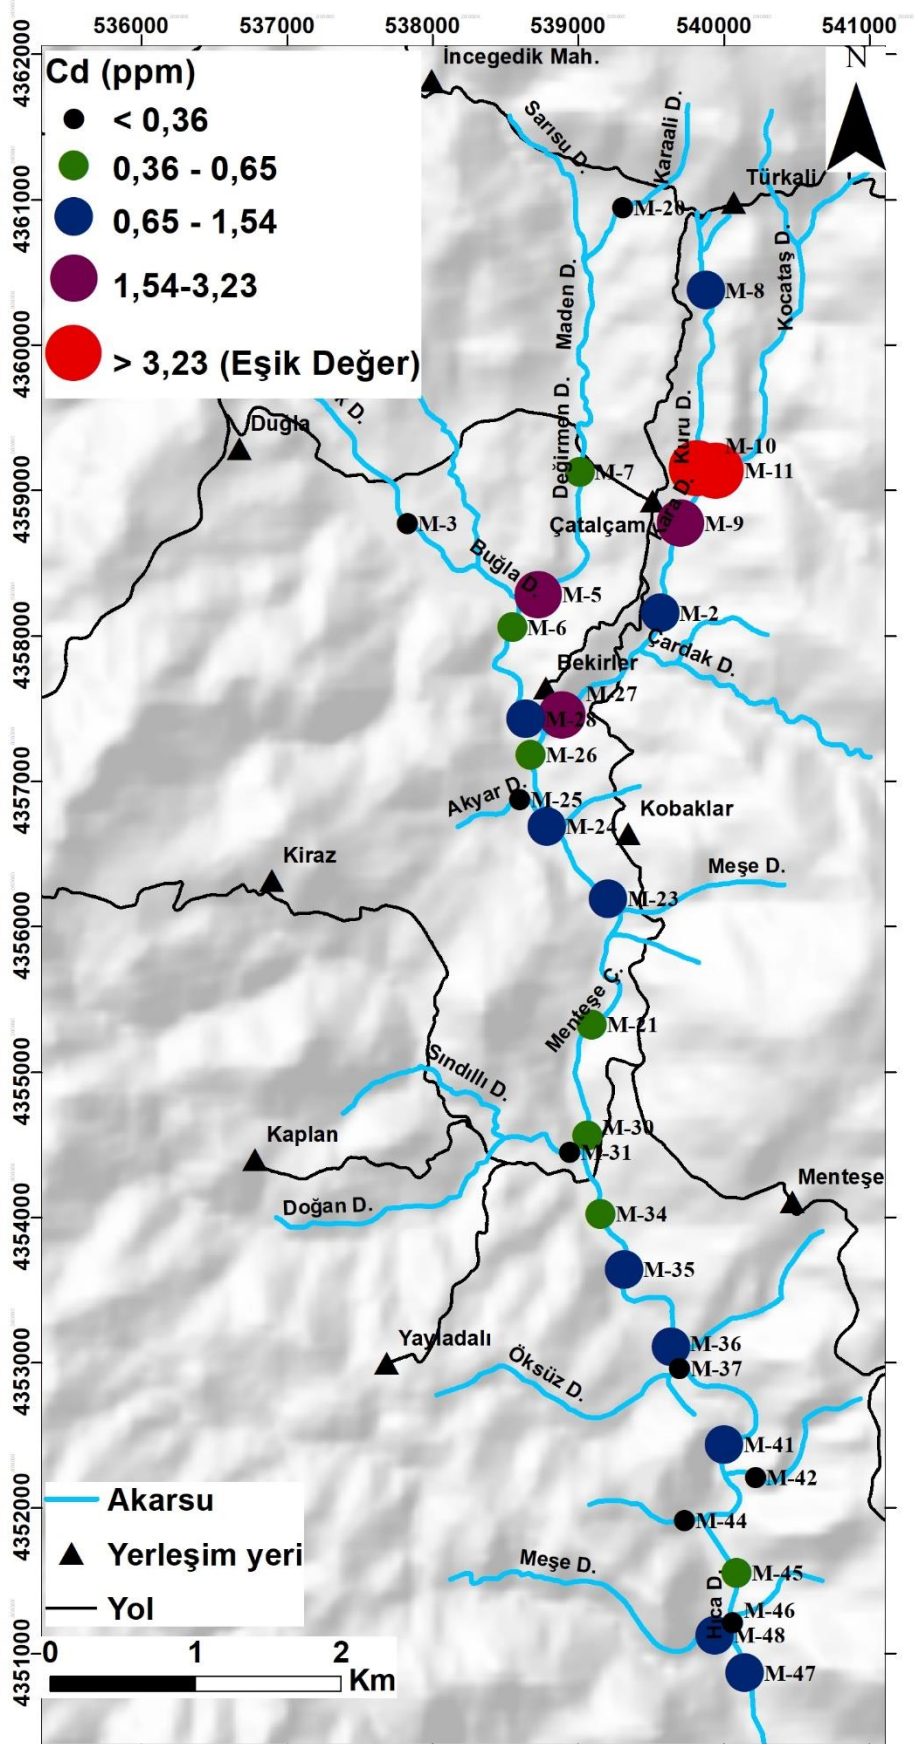 536000 537000 538000 539000 540000 541000
4362000
4361000
4360000
4359000
4358000
4357000
4356000
4355000
4354000
4353000
4352000
4351000
Cd (ppm)
< 0,36
0,36 - 0,65
0,65 - 1,54
1,54-3,23
> 3,23 (Eşik Değer)
N
İncegedik Mah.
Sarısu D.
Karaali D.
Türkali
M-20
Kocataş D.
Maden D.
M-8
Duğla
Değirmen D.
Kuru D.
M-10
M-7
M-11
Kara D.
M-3
Çatalçam
M-9
Buğla D.
M-5
M-2
M-6
Çardak D.
Bekirler
M-27
M-28
M-26
Akyar D.
M-25
Kobaklar
M-24
Kiraz
Meşe D.
M-23
Menteşe Ç.
M-21
Sındıllı D.
M-30
Kaplan
M-31
Menteşe
Doğan D.
M-34
M-35
Yayladalı
M-36
Öksüz D.
M-37
M-41
M-42
M-44
Meşe D.
M-45
Hıca D.
M-46
M-48
M-47
Akarsu
Yerleşim yeri
Yol
0 1 2
Km